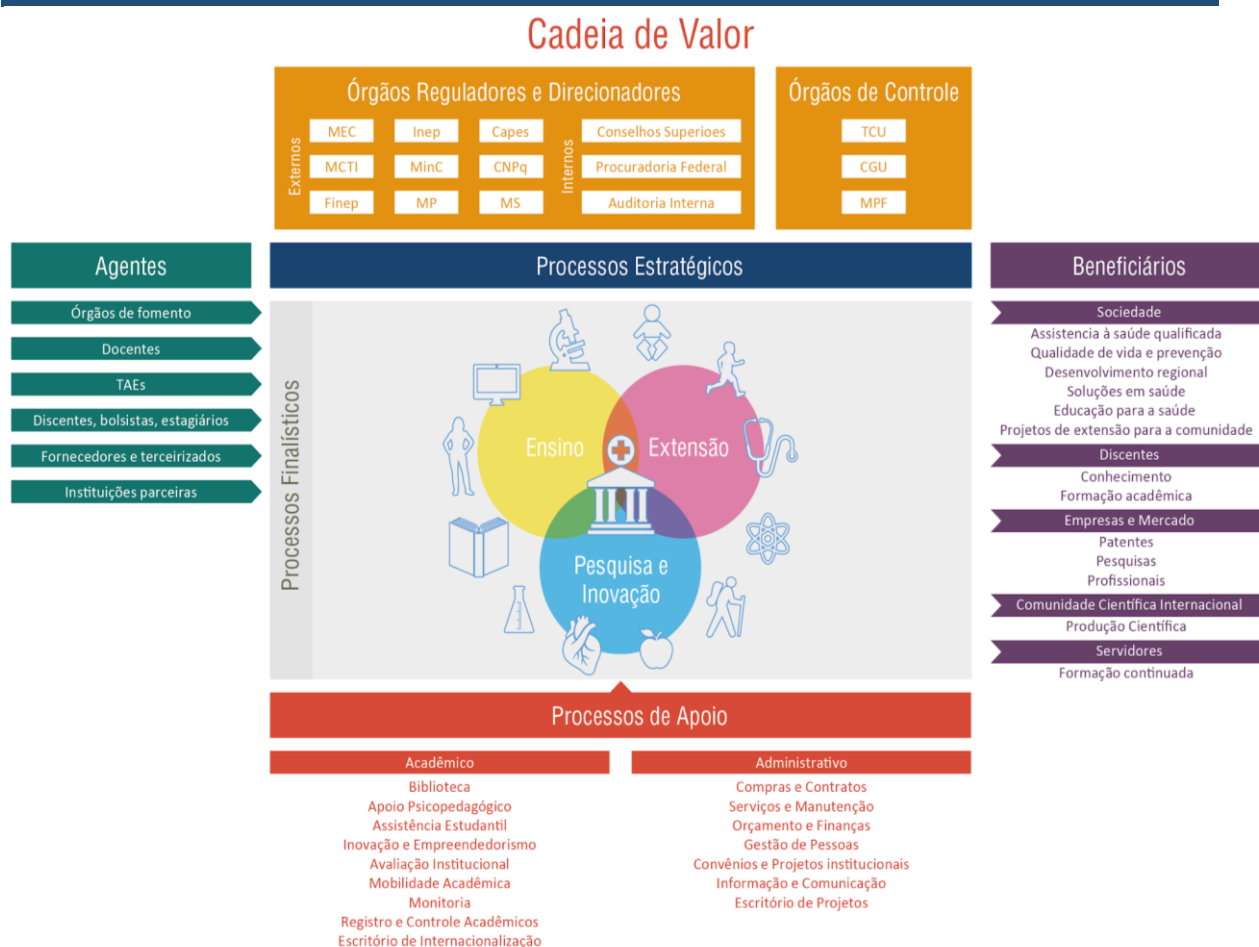 Cadeia de Valor
Órgãos Reguladores e Direcionadores
Externos
MEC
Inep
Capes
MCTI
MinC
CNPq
Finep
MP
MS
Internos
Conselhos Superioes
Procuradoria Federal
Auditoria Interna
Órgãos de Controle
TCU
CGU
MPF
Agentes
Órgãos de fomento
Docentes
TAEs
Discentes, bolsistas, estagiários
Fornecedores e terceirizados
Instituições parceiras
Processos Estratégicos
Processos Finalísticos
Ensino
Extensão
Pesquisa e
Inovação
Beneficiários
Sociedade
Assistencia à saúde qualificada
Qualidade de vida e prevenção
Desenvolvimento regional
Soluções em saúde
Educação para a saúde
Projetos de extensão para a comunidade
Discentes
Conhecimento
Formação acadêmica
Empresas e Mercado
Patentes
Pesquisas
Profissionais
Comunidade Científica Internacional
Produção Científica
Servidores
Formação continuada
Processos de Apoio
Acadêmico
Biblioteca
Apoio Psicopedagógico
Assistência Estudantil
Inovação e Empreendedorismo
Avaliação Institucional
Mobilidade Acadêmica
Monitoria
Registro e Controle Acadêmicos
Escritório de Internacionalização
Administrativo
Compras e Contratos
Serviços e Manutenção
Orçamento e Finanças
Gestão de Pessoas
Convênios e Projetos institucionais
Informação e Comunicação
Escritório de Projetos